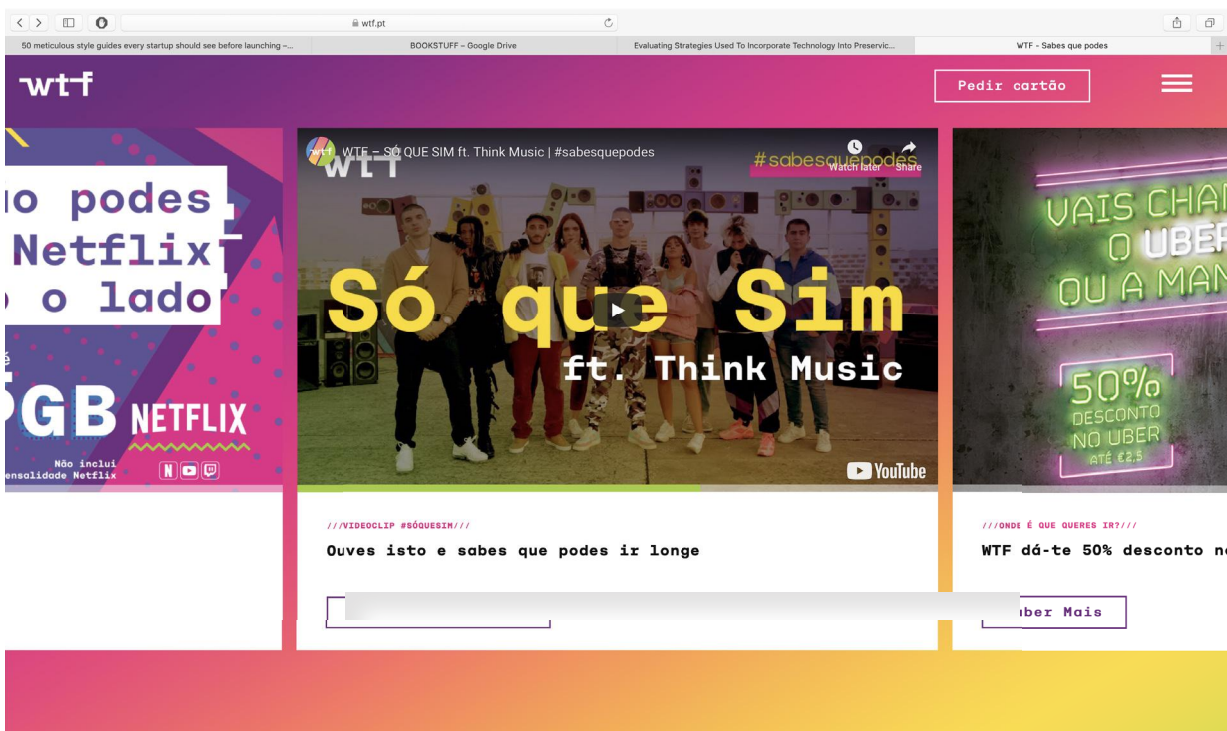 wtf.pt
50 meticulous style guides every startup should see before launching –...
BOOKSTUFF – Google Drive
Evaluating Strategies Used To Incorporate Technology Into Preservic...
WTF - Sabes que podes
wtf
Pedir cartão
o podes
Netflix
o lado
GB NETFLIX
Não inclui
ensalidade Netflix
WTF – SÓ QUE SIM ft. Think Music | #sabesquepodes
wtf
#sabesquepodes
Watch later
Share
Só que Sim
ft. Think Music
YouTube
///VIDEOCLIP #SÓQUESIM///
Ouves isto e sabes que podes ir longe
VAIS CHA
O UBER
OU A MAN
50%
DESCONTO
NO UBER
ATÉ €2.5
///ONDE É QUE QUERES IR?///
WTF dá-te 50% desconto n
ber Mais